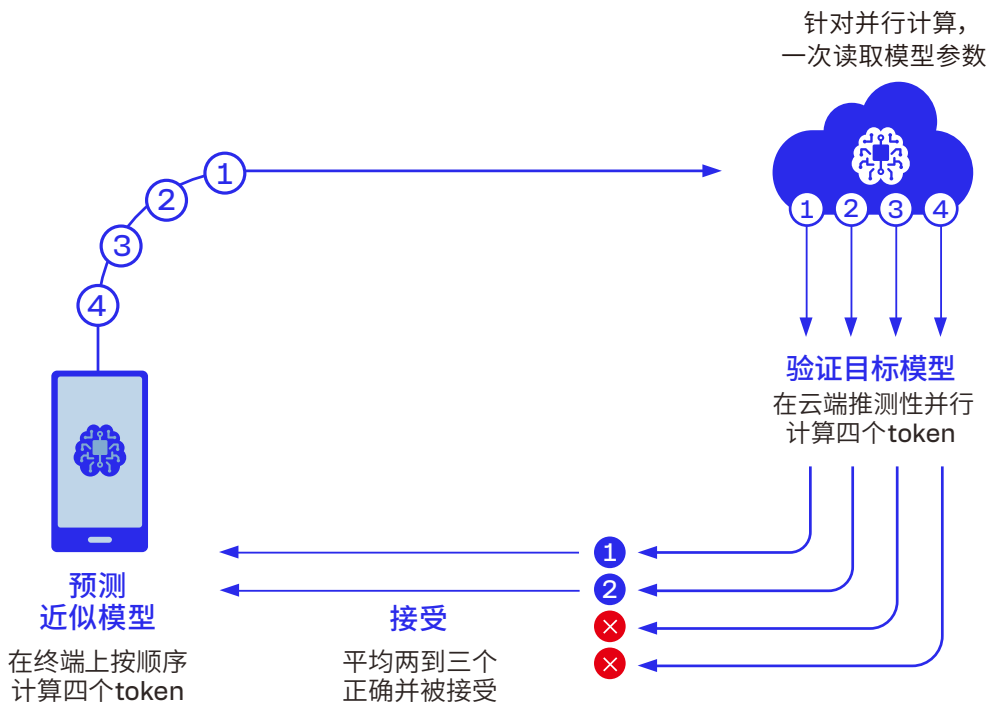 针对并行计算，
一次读取模型参数
1
2
3
4
1 2 3 4
验证目标模型
在云端推测性并行
计算四个token
1
2
预测
近似模型
在终端上按顺序
计算四个token
接受
平均两到三个
正确并被接受